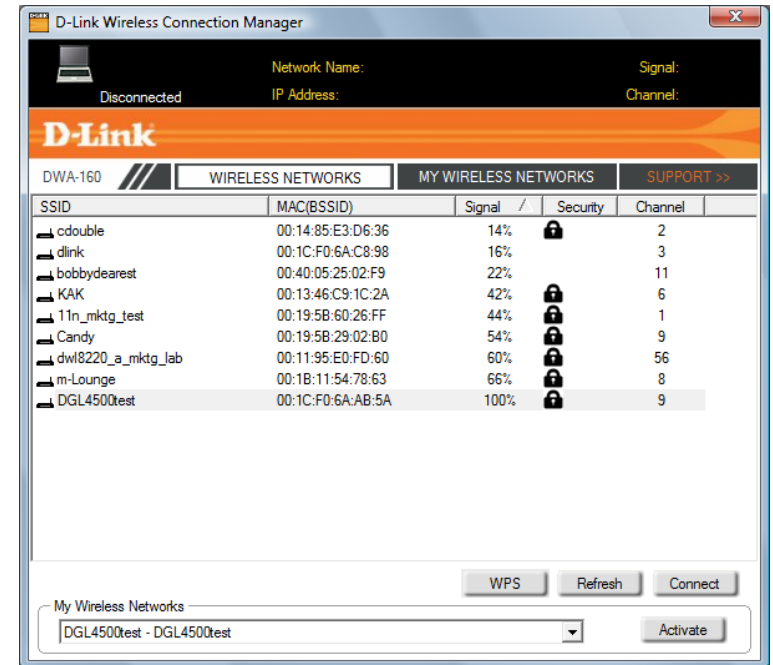 D-Link Wireless Connection Manager
Network Name: Signal:
Disconnected IP Address: Channel:
D-Link
DWA-160 WIRELESS NETWORKS MY WIRELESS NETWORKS SUPPORT >>
SSID MAC(BSSID) Signal Security Channel
cdouble 00:14:85:E3:D6:36 14% 2
dlink 00:1C:F0:6A:C8:98 16% 3
bobbydearest 00:40:05:25:02:F9 22% 11
KAK 00:13:46:C9:1C:2A 42% 6
11n_mktg_test 00:19:5B:60:26:FF 44% 1
Candy 00:19:5B:29:02:B0 54% 9
dwl8220_a_mktg_lab 00:11:95:E0:FD:60 60% 56
m-Lounge 00:1B:11:54:78:63 66% 8
DGL4500test 00:1C:F0:6A:AB:5A 100% 9
WPS Refresh Connect
My Wireless Networks
DGL4500test - DGL4500test Activate